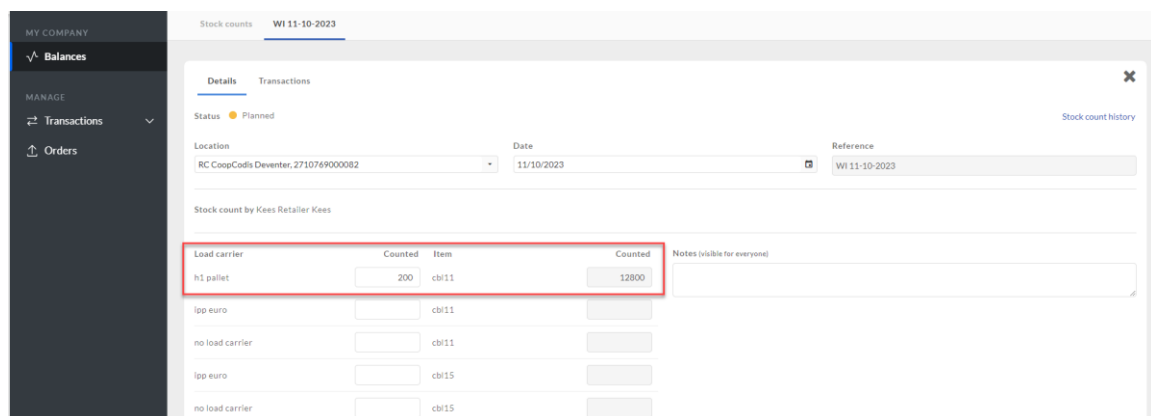 MY COMPANY
Balances
MANAGE
Transactions
Orders
Stock counts WI 11-10-2023
Details Transactions
Status Planned
Stock count history
Location Date Reference
RC CoopCodis Deventer, 2710769000082 11/10/2023 WI 11-10-2023
Stock count by Kees Retailer Kees
Load carrier Counted Item Counted Notes (visible for everyone)
h1 pallet 200 cbl11 12800
ipp euro cbl11
no load carrier cbl11
ipp euro cbl15
no load carrier cbl15